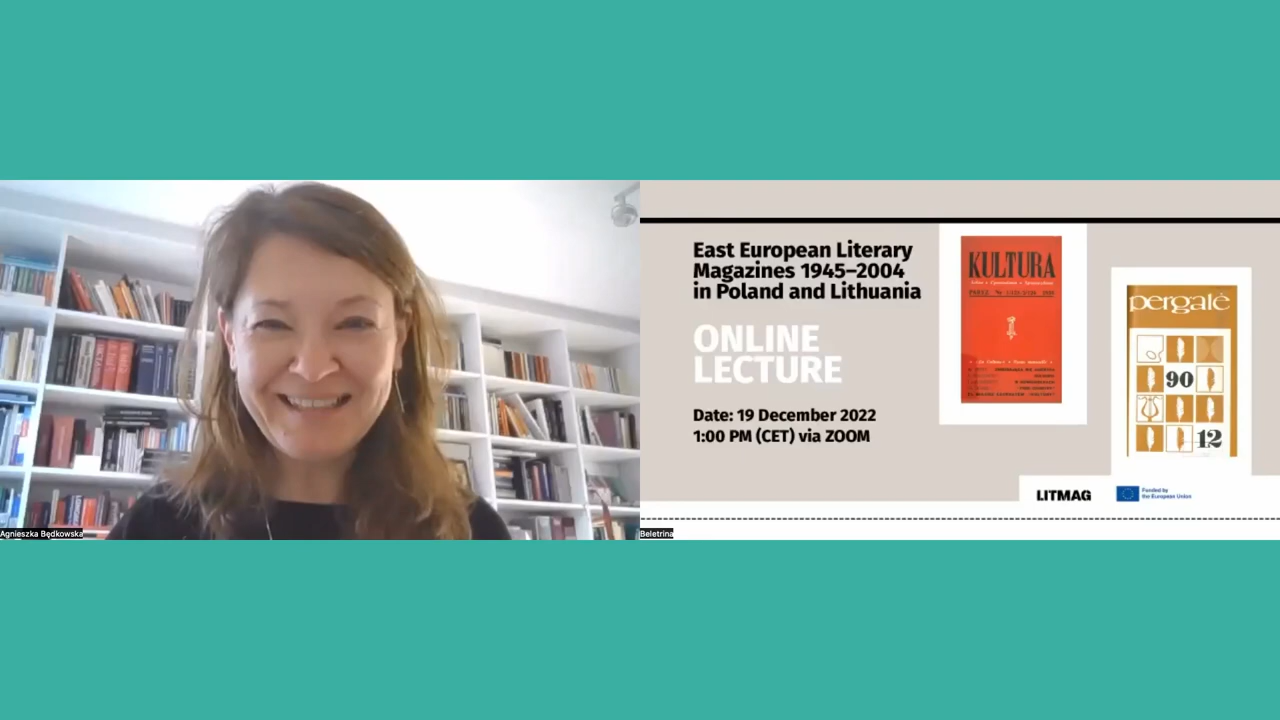 Agnieszka Będkowska
East European Literary
Magazines 1945–2004
in Poland and Lithuania
ONLINE
LECTURE
Date: 19 December 2022
1:00 PM (CET) via ZOOM
KULTURA
pergalė
90
12
LITMAG
Funded by
the European Union
Beletrina